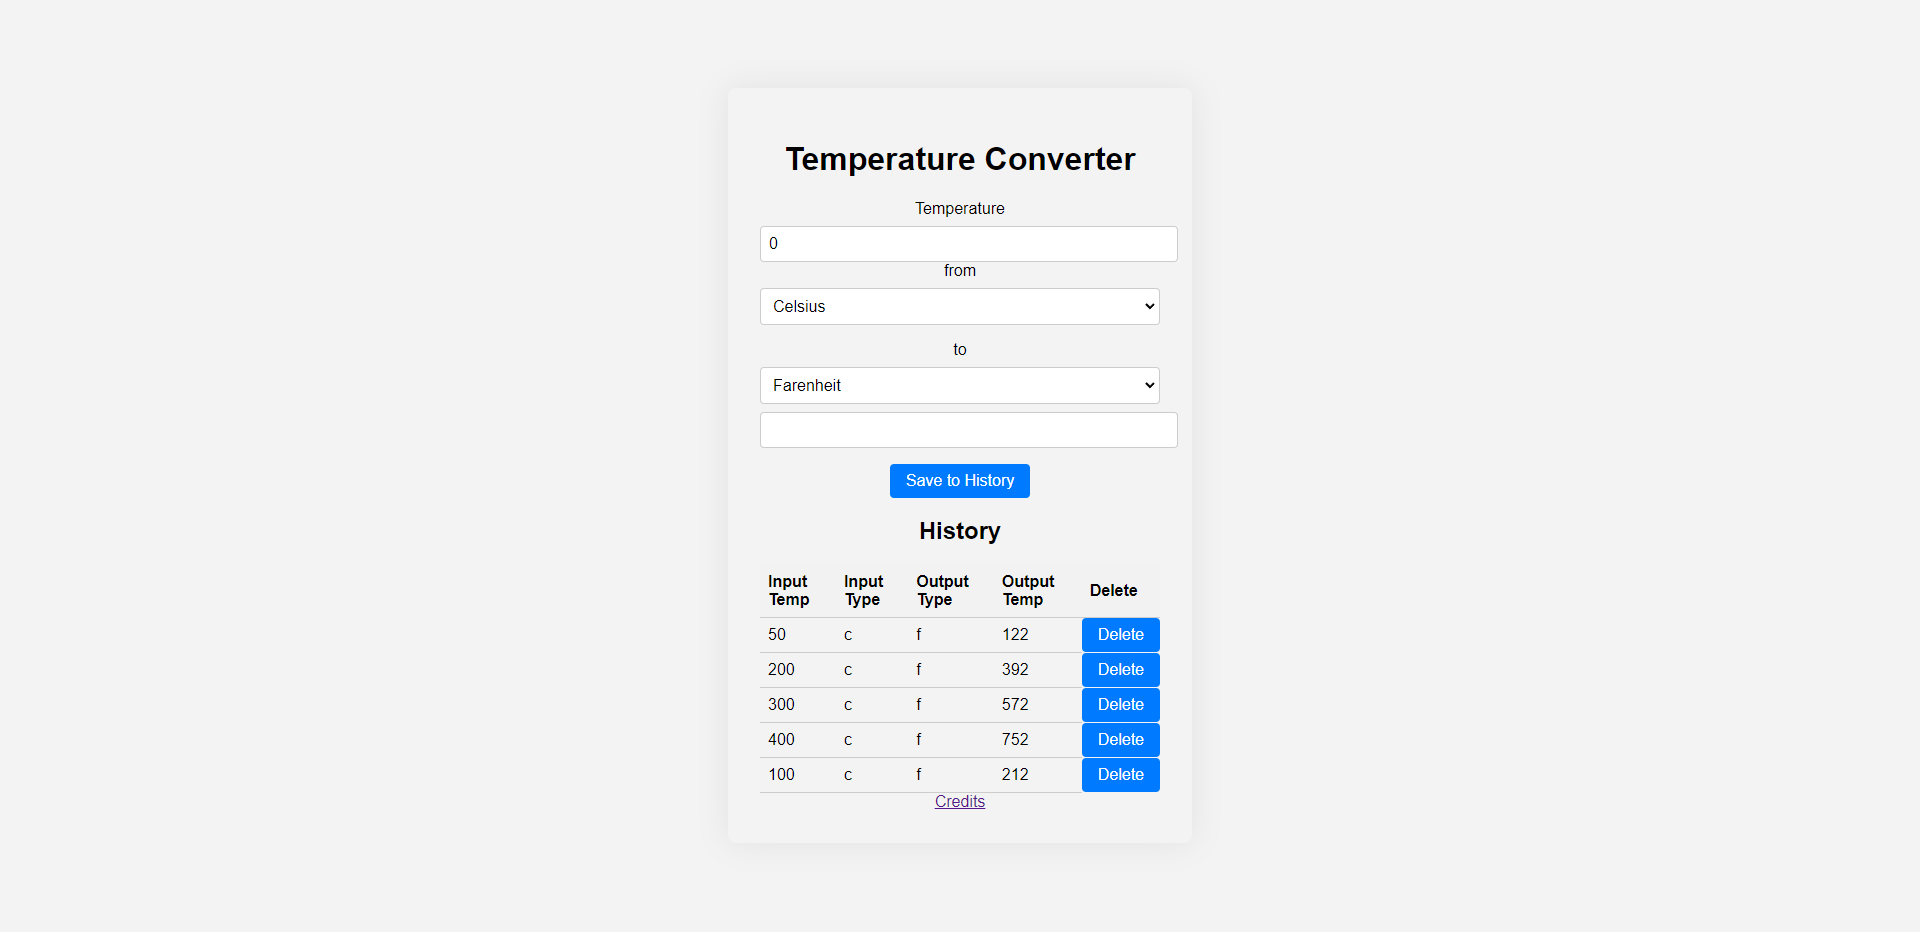 Temperature Converter
Temperature
0
from
Celsius
to
Farenheit
Save to History
History
Input Temp Input Type Output Type Output Temp Delete
50 c f 122 Delete
200 c f 392 Delete
300 c f 572 Delete
400 c f 752 Delete
100 c f 212 Delete
Credits